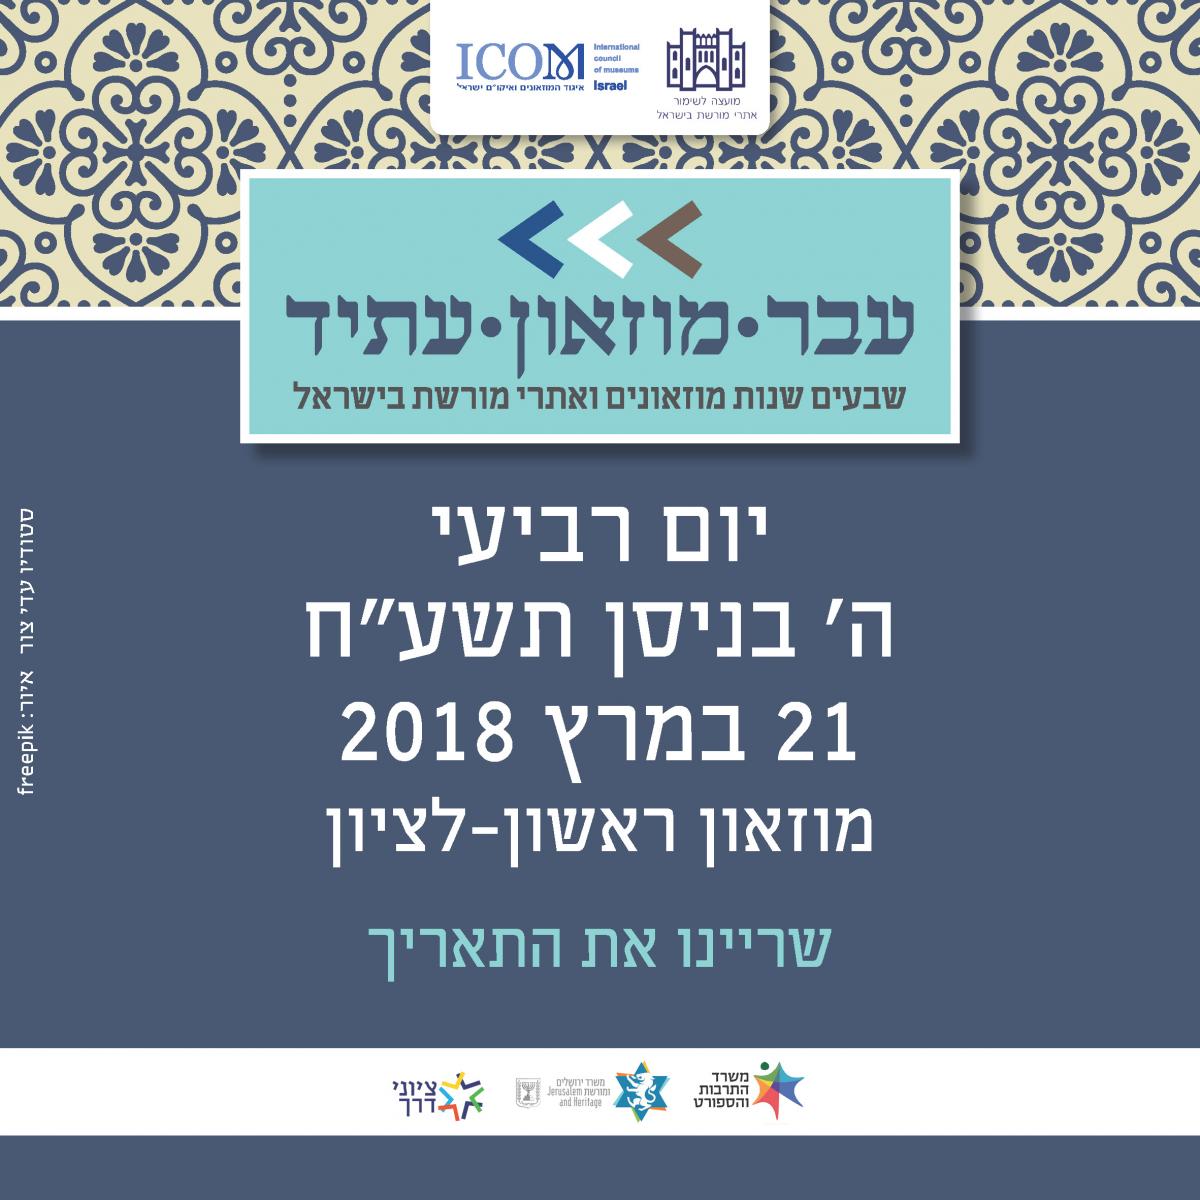 ICOM
International
council
of museums
Israel
איגוד המוזאונים ואיקו"ם ישראל
מועצה לשימור
אתרי מורשת בישראל
עבר•מוזאון•עתיד
שבעים שנות מוזאונים ואתרי מורשת בישראל
יום רביעי
ה' בניסן תשע"ח
21 במרץ 2018
מוזאון ראשון-לציון
שריינו את התאריך
סטודיו עדי צור איור: freepik
משרד
התרבות
והספורט
משרד ירושלים
ומורשת Jerusalem
and Heritage
ציוני
דרך